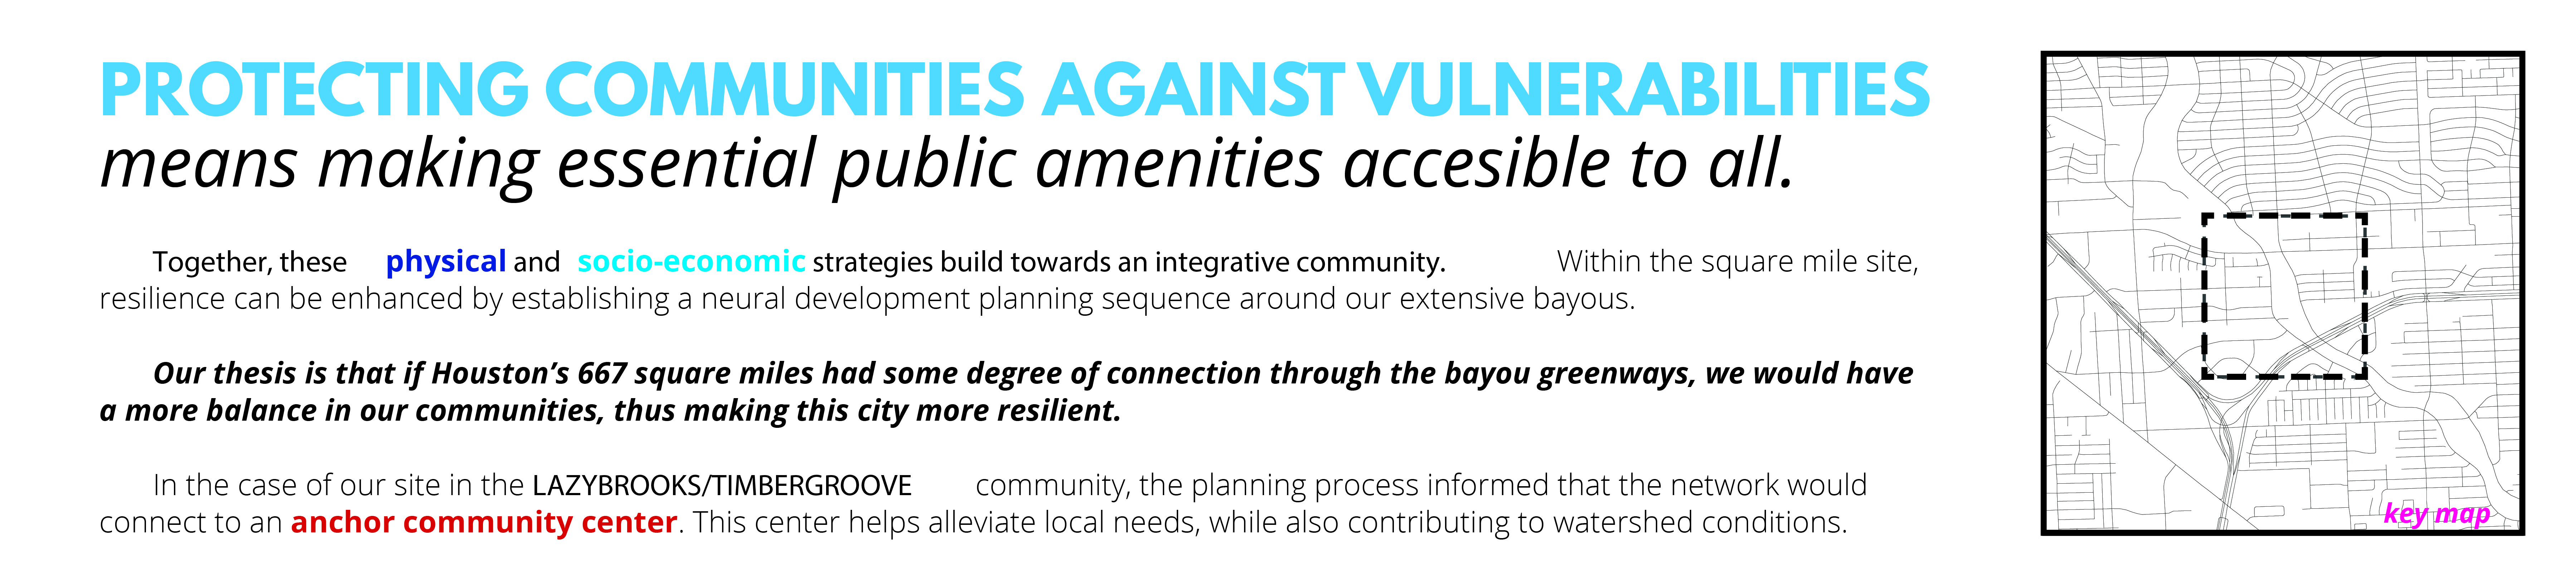 PROTECTING COMMUNITIES AGAINST VULNERABILITIES
means making essential public amenities accesible to all.
Together, these physical and socio-economic strategies build towards an integrative community. Within the square mile site,
resilience can be enhanced by establishing a neural development planning sequence around our extensive bayous.
Our thesis is that if Houston’s 667 square miles had some degree of connection through the bayou greenways, we would have
a more balance in our communities, thus making this city more resilient.
In the case of our site in the LAZYBROOKS/TIMBERGROOVE community, the planning process informed that the network would
connect to an anchor community center. This center helps alleviate local needs, while also contributing to watershed conditions.
key map